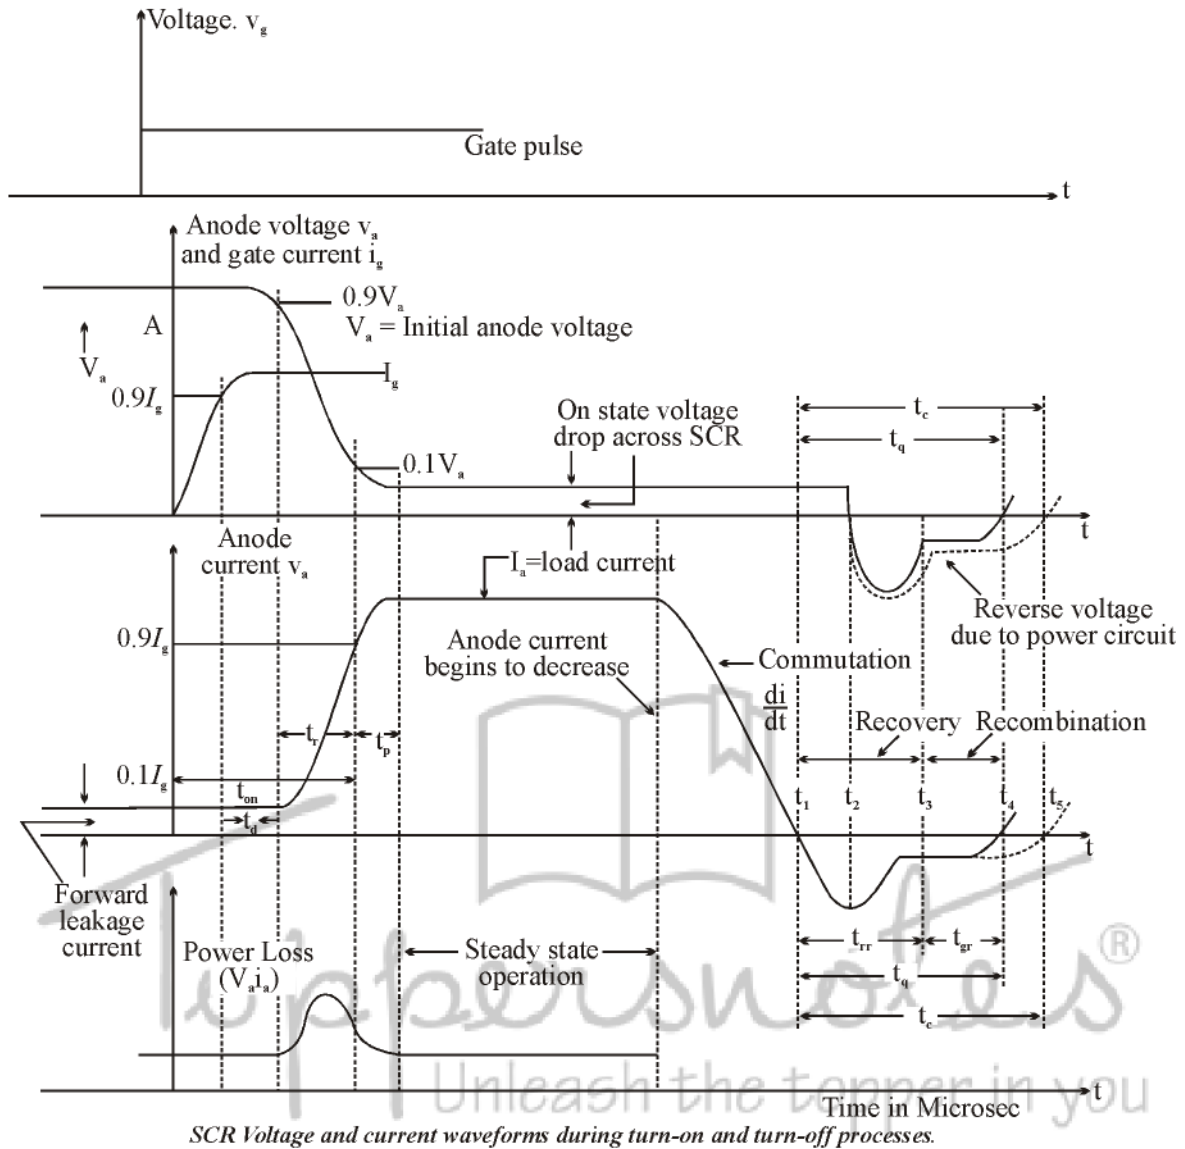 Voltage. vg
Gate pulse
t
Anode voltage va
and gate current ig
0.9Va
A
Va = Initial anode voltage
Va
Ig
0.9Ig
tc
On state voltage
drop across SCR
tq
0.1Va
t
Anode
current va
Ia=load current
Reverse voltage
due to power circuit
0.9Ig
Anode current
begins to decrease
Commutation
di
dt
Recovery
Recombination
tr
tp
0.1Ig
ton
t1
t2
t3
t4
t5
td
t
Forward
leakage
current
Power Loss
(Vaia)
Steady state
operation
trr
tgr
tq
tc
Toppersnotes®
Unleash the topper in you
t
Time in Microsec
SCR Voltage and current waveforms during turn-on and turn-off processes.